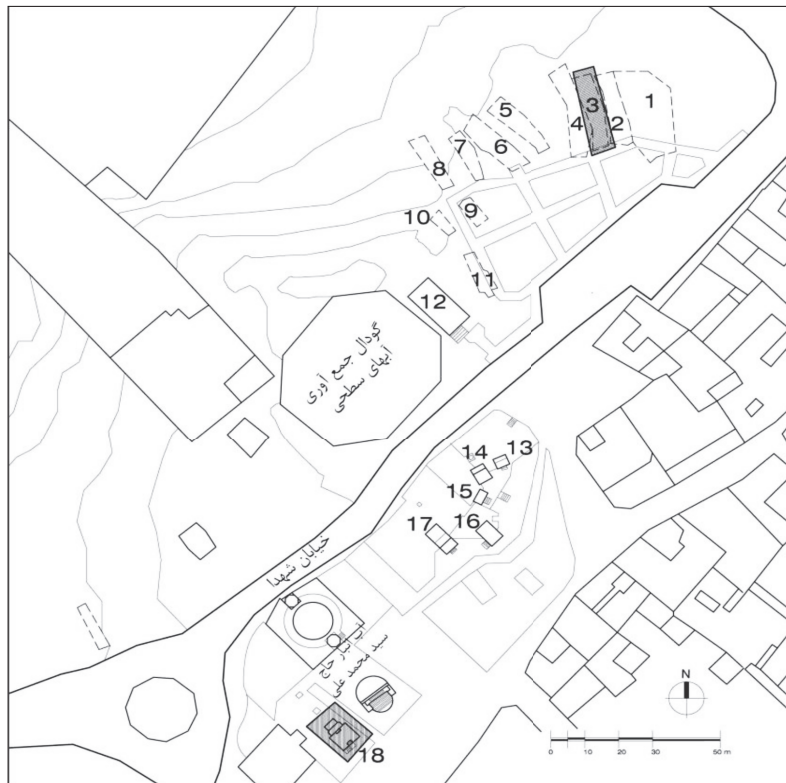 1
2
3
4
5
6
7
8
9
10
11
12
گودال جمع آوری
آبهای سطحی
13
14
15
16
17
خیابان شهدا
آب انبار حاج
سید محمد علی
18
N
0 10 20 30 50 m